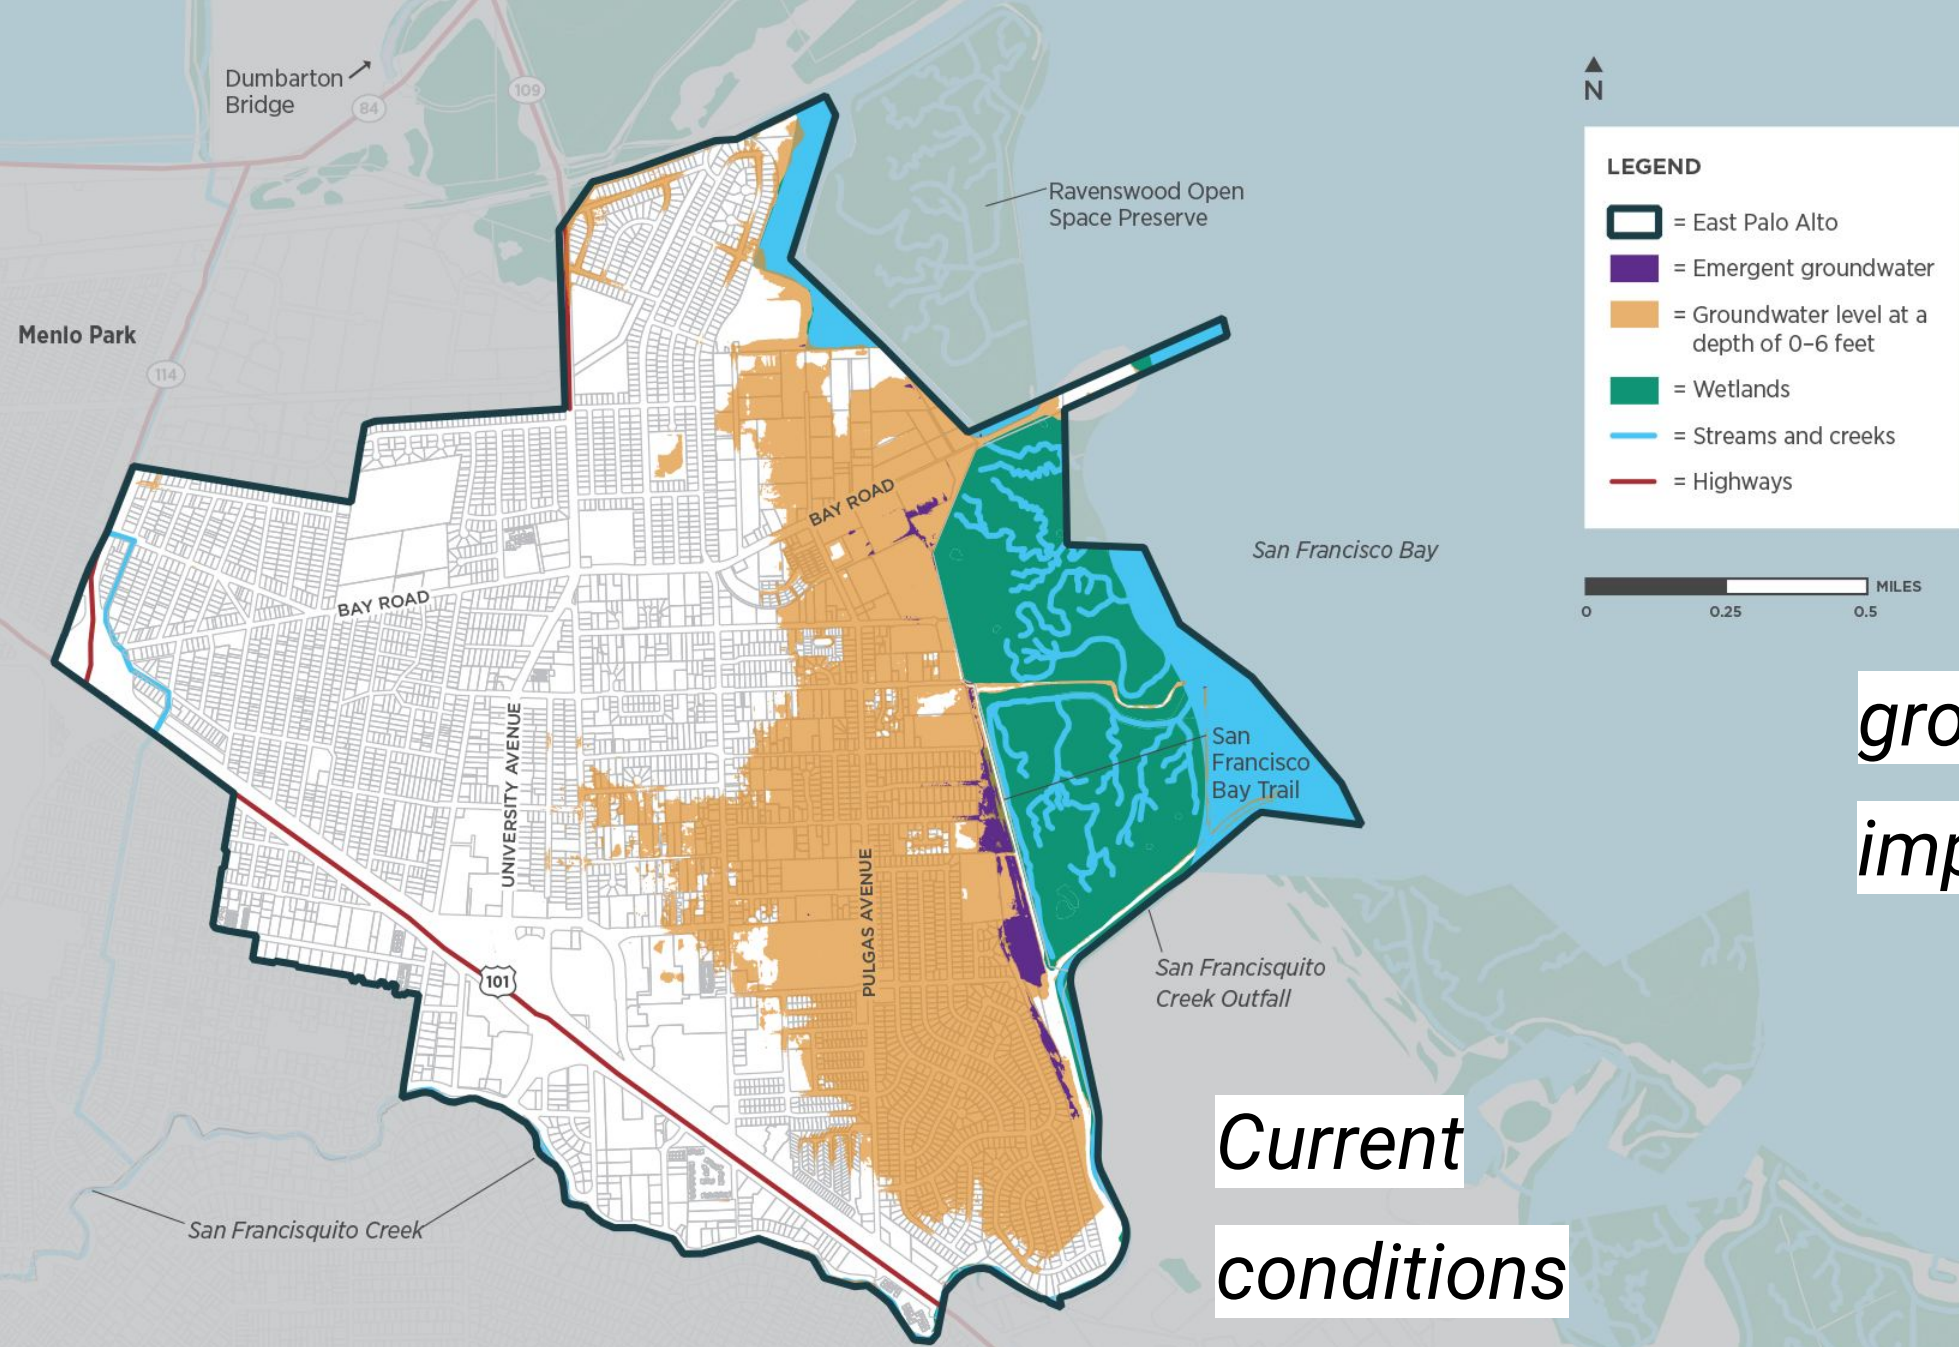 Dumbarton
Bridge
84
109
Ravenswood Open
Space Preserve
N
LEGEND
= East Palo Alto
= Emergent groundwater
= Groundwater level at a
depth of 0–6 feet
= Wetlands
= Streams and creeks
= Highways
Menlo Park
114
BAY ROAD
San Francisco Bay
MILES
0 0.25 0.5
BAY ROAD
gro
UNIVERSITY AVENUE
San
Francisco
Bay Trail
imp
PULGAS AVENUE
101
San Francisquito
Creek Outfall
Current
conditions
San Francisquito Creek